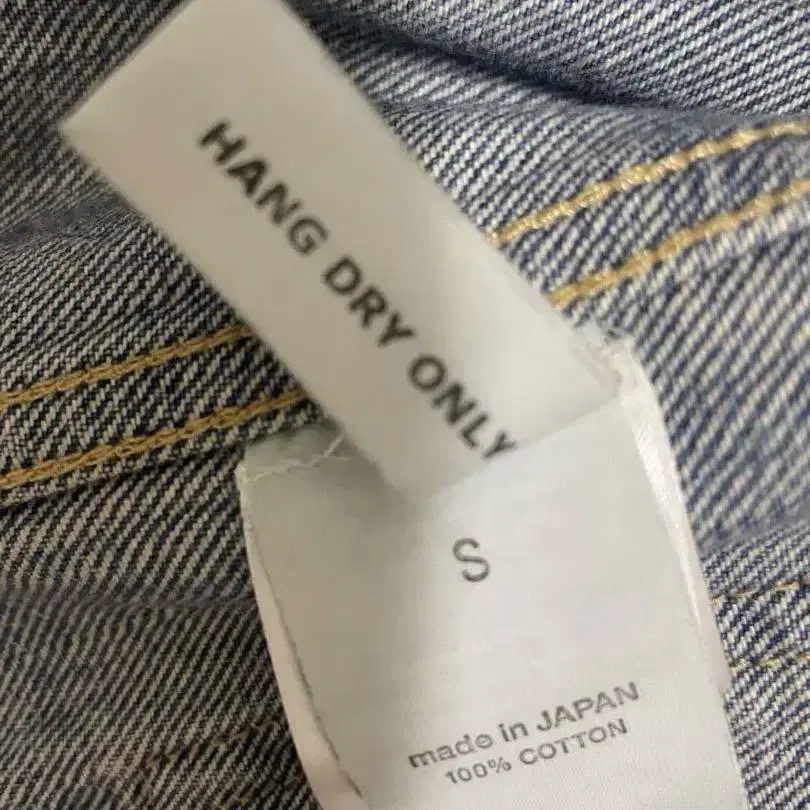 HANG DRY ONLY
S
made in JAPAN
100% COTTON